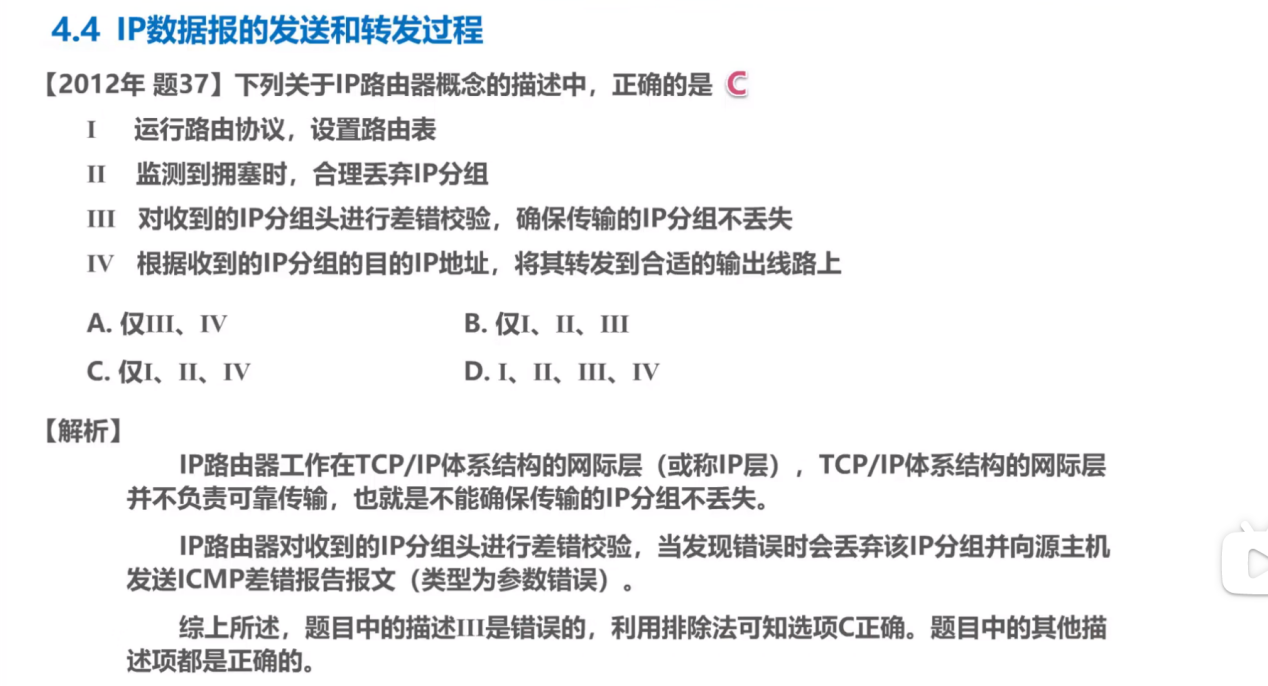 4.4 IP数据报的发送和转发过程
【2012年 题37】下列关于IP路由器概念的描述中，正确的是 C
I 运行路由协议，设置路由表
II 监测到拥塞时，合理丢弃IP分组
III 对收到的IP分组头进行差错校验，确保传输的IP分组不丢失
IV 根据收到的IP分组的目的IP地址，将其转发到合适的输出线路上
A. 仅III、IV B. 仅I、II、III
C. 仅I、II、IV D. I、II、III、IV
【解析】
IP路由器工作在TCP/IP体系结构的网际层（或称IP层），TCP/IP体系结构的网际层
并不负责可靠传输，也就是不能确保传输的IP分组不丢失。
IP路由器对收到的IP分组头进行差错校验，当发现错误时会丢弃该IP分组并向源主机
发送ICMP差错报告报文（类型为参数错误）。
综上所述，题目中的描述III是错误的，利用排除法可知选项C正确。题目中的其他描
述项都是正确的。